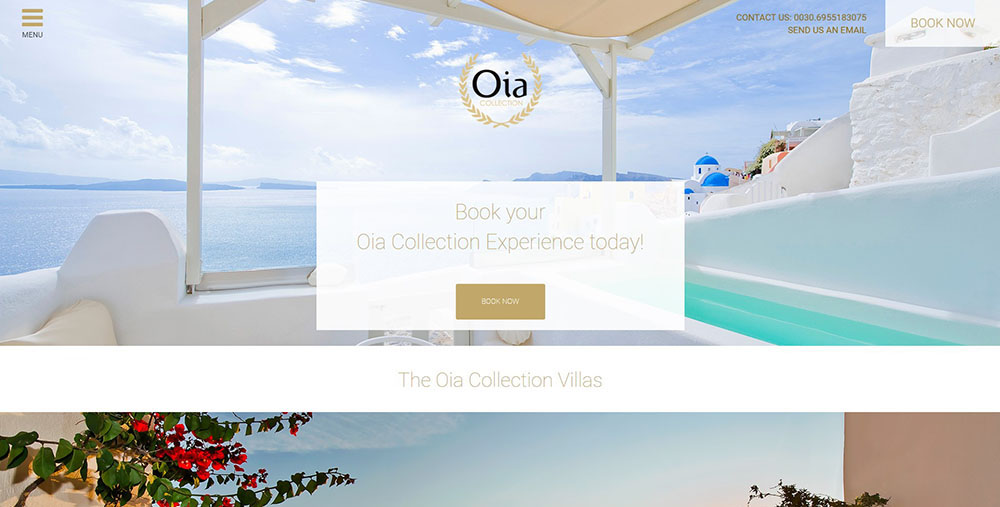 MENU
CONTACT US: 0030.6955183075
SEND US AN EMAIL
BOOK NOW
Oia
COLLECTION
Book your
Oia Collection Experience today!
BOOK NOW
The Oia Collection Villas